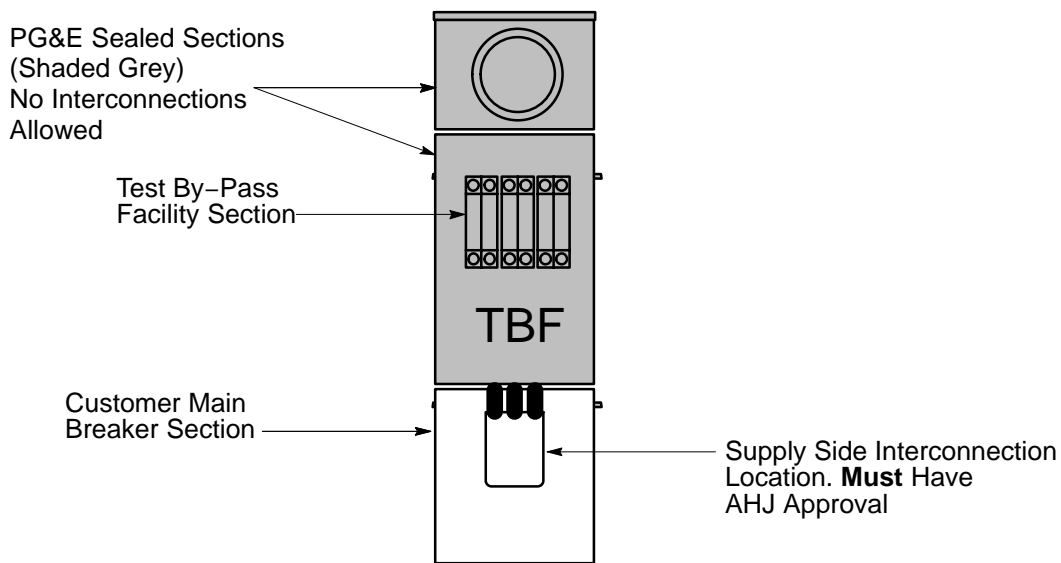 PG&E Sealed Sections
(Shaded Grey)
No Interconnections
Allowed
Test By−Pass
Facility Section
TBF
Customer Main
Breaker Section
Supply Side Interconnection
Location. Must Have
AHJ Approval